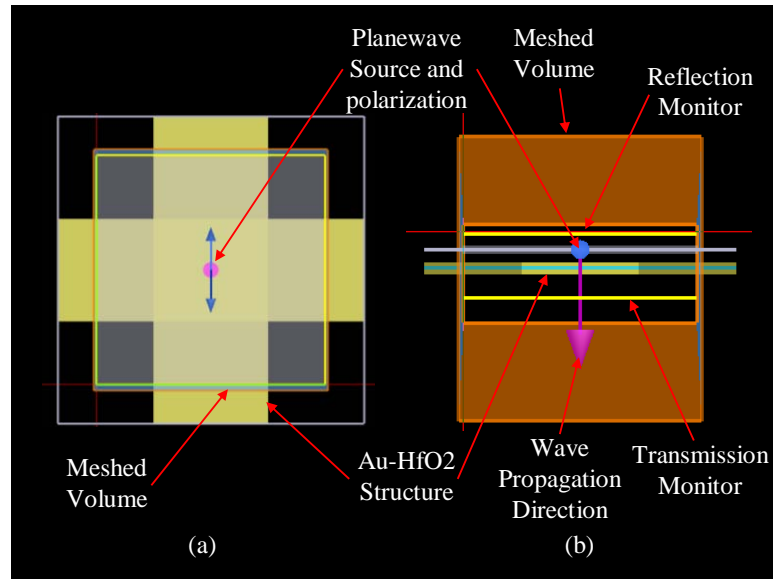 Planewave
Source and
polarization
Meshed
Volume
Reflection
Monitor
Meshed
Volume
Au-HfO2
Structure
Wave
Propagation
Direction
Transmission
Monitor
(a)
(b)